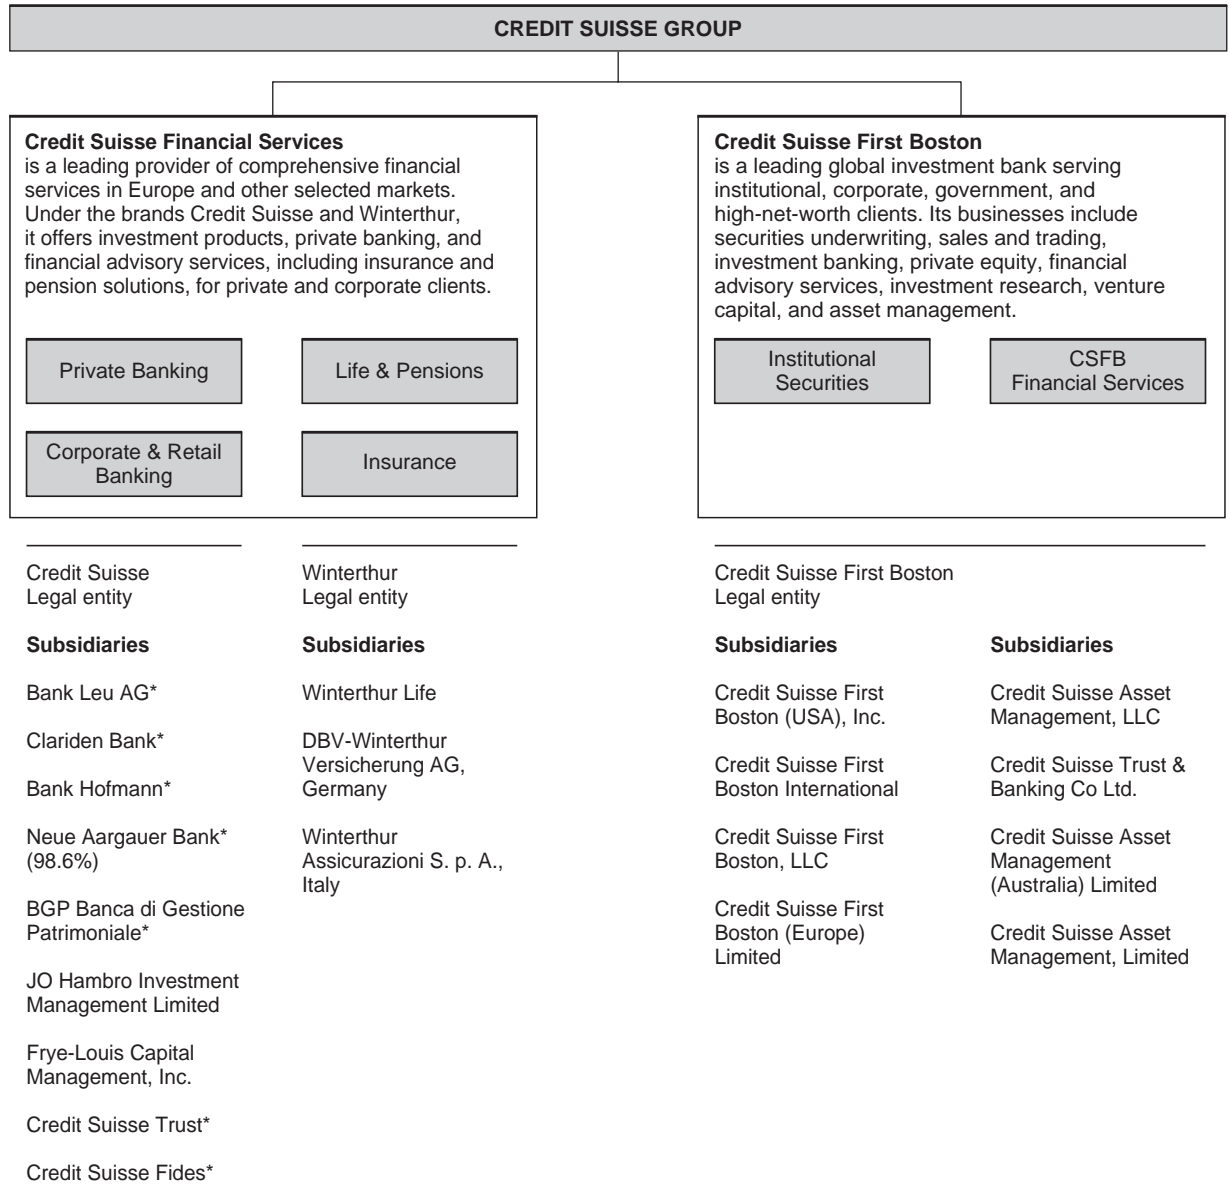 CREDIT SUISSE GROUP
Credit Suisse Financial Services
is a leading provider of comprehensive financial
services in Europe and other selected markets.
Under the brands Credit Suisse and Winterthur,
it offers investment products, private banking, and
financial advisory services, including insurance and
pension solutions, for private and corporate clients.
Private Banking
Life & Pensions
Corporate & Retail
Banking
Insurance
Credit Suisse First Boston
is a leading global investment bank serving
institutional, corporate, government, and
high-net-worth clients. Its businesses include
securities underwriting, sales and trading,
investment banking, private equity, financial
advisory services, investment research, venture
capital, and asset management.
Institutional
Securities
CSFB
Financial Services
Credit Suisse
Legal entity
Subsidiaries
Bank Leu AG*
Clariden Bank*
Bank Hofmann*
Neue Aargauer Bank*
(98.6%)
BGP Banca di Gestione
Patrimoniale*
JO Hambro Investment
Management Limited
Frye-Louis Capital
Management, Inc.
Credit Suisse Trust*
Credit Suisse Fides*
Winterthur
Legal entity
Subsidiaries
Winterthur Life
DBV-Winterthur
Versicherung AG,
Germany
Winterthur
Assicurazioni S. p. A.,
Italy
Credit Suisse First Boston
Legal entity
Subsidiaries
Credit Suisse First
Boston (USA), Inc.
Credit Suisse First
Boston International
Credit Suisse First
Boston, LLC
Credit Suisse First
Boston (Europe)
Limited
Subsidiaries
Credit Suisse Asset
Management, LLC
Credit Suisse Trust &
Banking Co Ltd.
Credit Suisse Asset
Management
(Australia) Limited
Credit Suisse Asset
Management, Limited